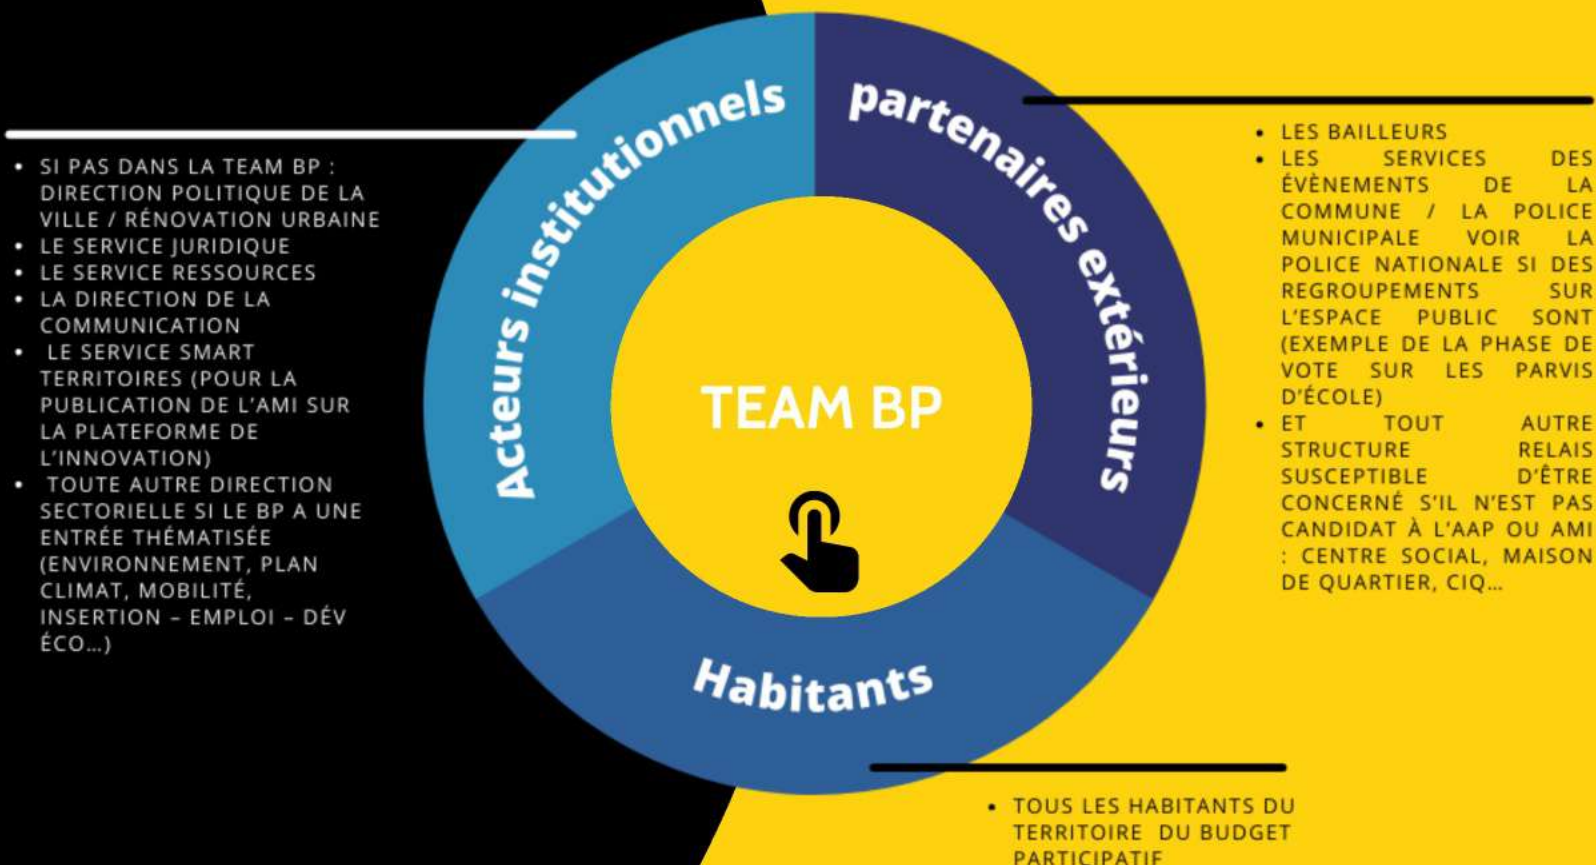 Acteurs institutionnels
partenaires extérieurs
TEAM BP
Habitants
• SI PAS DANS LA TEAM BP :
DIRECTION POLITIQUE DE LA
VILLE / RÉNOVATION URBAINE
• LE SERVICE JURIDIQUE
• LE SERVICE RESSOURCES
• LA DIRECTION DE LA
COMMUNICATION
• LE SERVICE SMART
TERRITOIRES (POUR LA
PUBLICATION DE L'AMI SUR
LA PLATEFORME DE
L'INNOVATION)
• TOUTE AUTRE DIRECTION
SECTORIELLE SI LE BP A UNE
ENTRÉE THÉMATISÉE
(ENVIRONNEMENT, PLAN
CLIMAT, MOBILITÉ,
INSERTION – EMPLOI – DÉV
ÉCO...)
• LES BAILLEURS
• LES SERVICES DES
ÉVÈNEMENTS DE LA
COMMUNE / LA POLICE
MUNICIPALE VOIR LA
POLICE NATIONALE SI DES
REGROUPEMENTS SUR
L'ESPACE PUBLIC SONT
(EXEMPLE DE LA PHASE DE
VOTE SUR LES PARVIS
D'ÉCOLE)
• ET TOUT AUTRE
STRUCTURE RELAIS
SUSCEPTIBLE D'ÊTRE
CONCERNÉ S'IL N'EST PAS
CANDIDAT À L'AAP OU AMI
: CENTRE SOCIAL, MAISON
DE QUARTIER, CIQ...
• TOUS LES HABITANTS DU
TERRITOIRE DU BUDGET
PARTICIPATIF